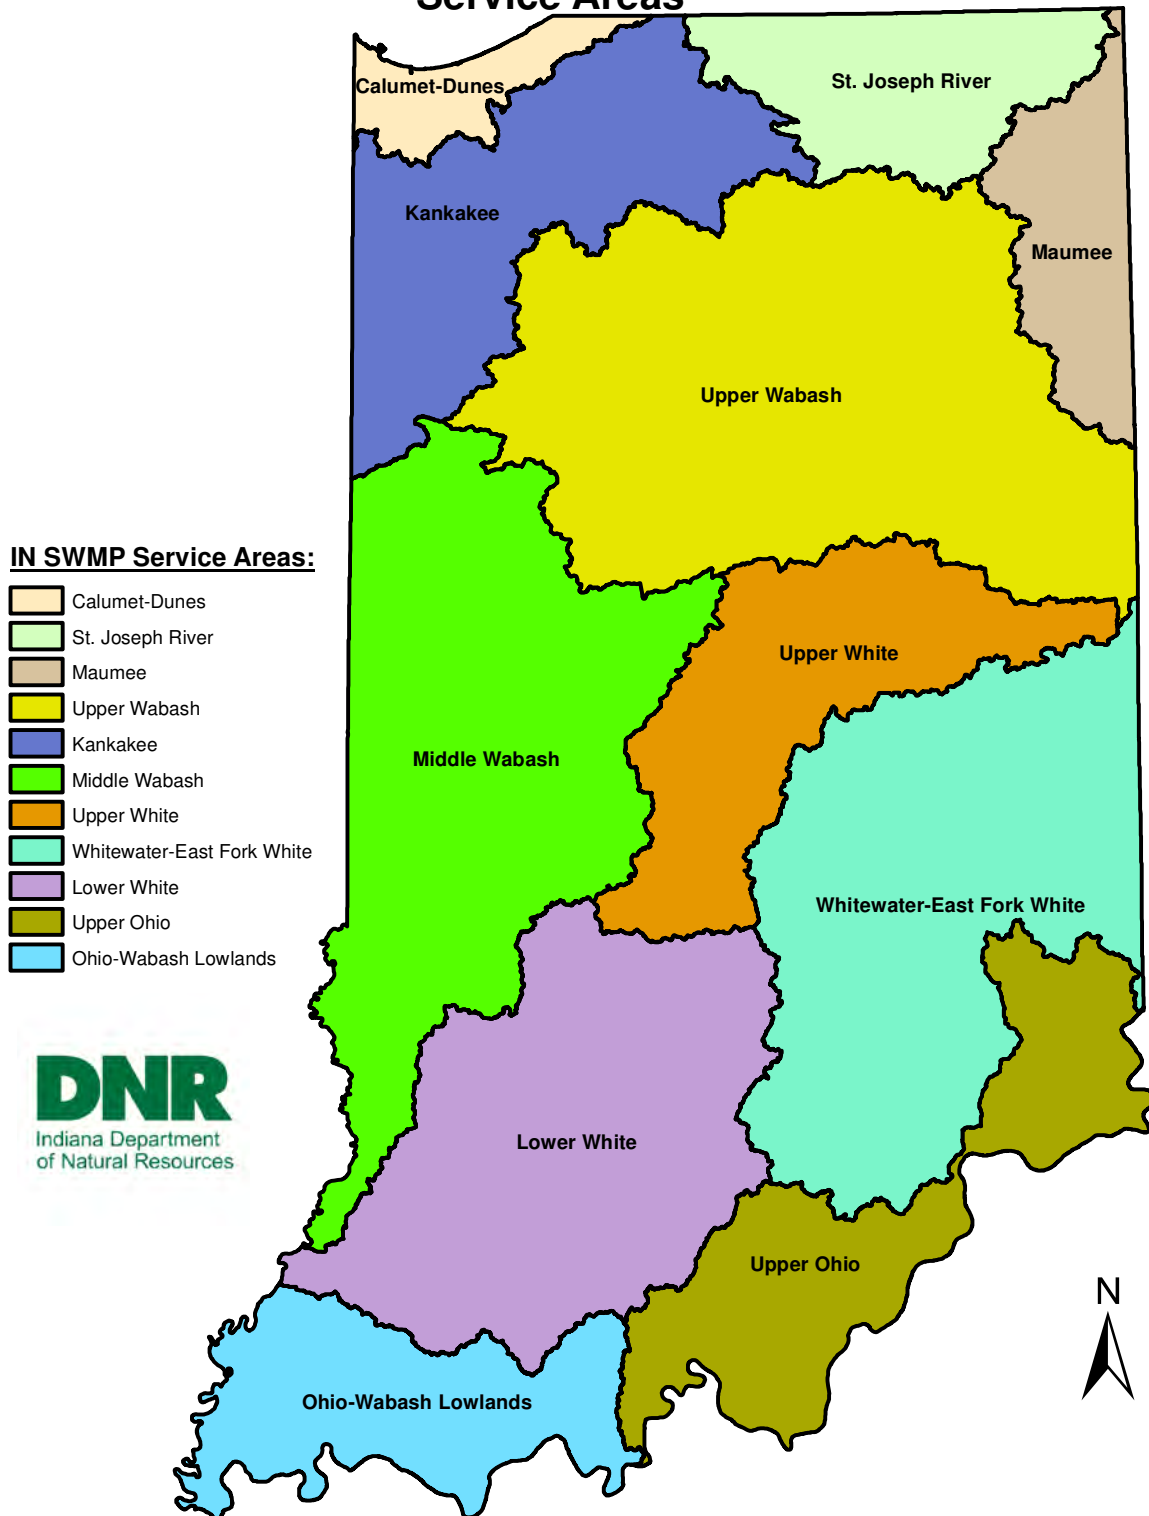 Service Areas
Calumet-Dunes
St. Joseph River
Kankakee
Maumee
Upper Wabash
IN SWMP Service Areas:
Calumet-Dunes
St. Joseph River
Maumee
Upper Wabash
Kankakee
Middle Wabash
Upper White
Whitewater-East Fork White
Lower White
Upper Ohio
Ohio-Wabash Lowlands
Upper White
Middle Wabash
Whitewater-East Fork White
DNR
Indiana Department
of Natural Resources
Lower White
Upper Ohio
N
Ohio-Wabash Lowlands